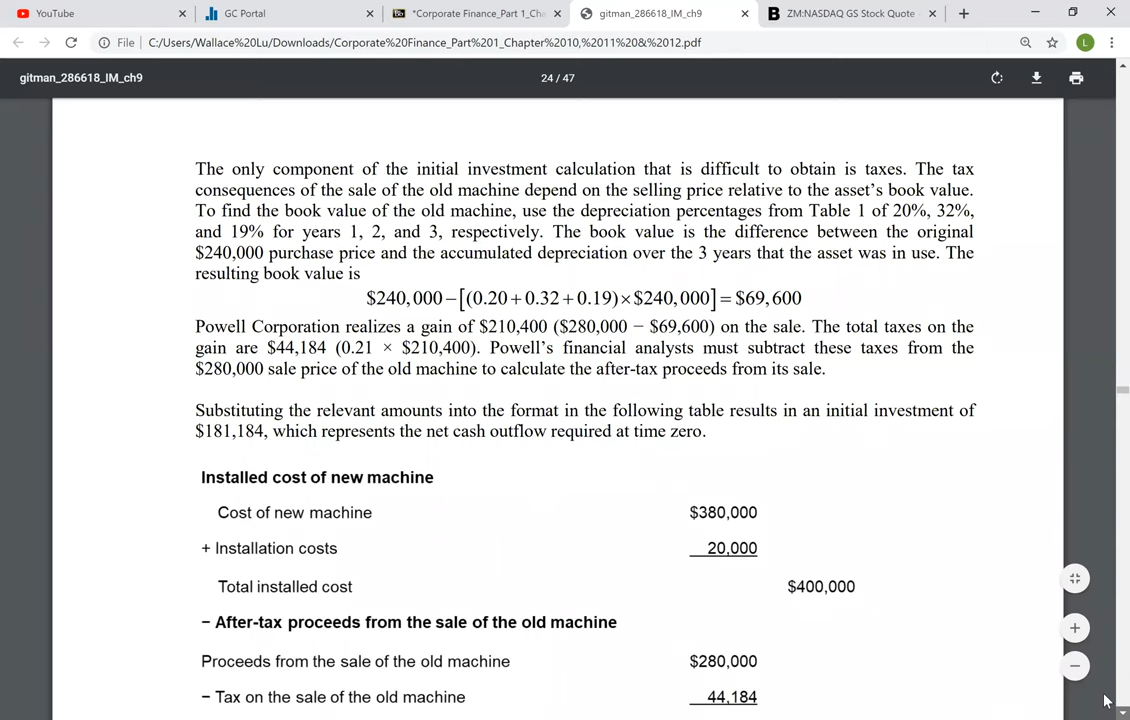 YouTube
GC Portal
*Corporate Finance_Part 1_Cha
gitman_286618_IM_ch9
ZM:NASDAQ GS Stock Quote
File
C:/Users/Wallace%20Lu/Downloads/Corporate%20Finance_Part%201_Chapter%2010,%2011%20&%2012.pdf
L
gitman_286618_IM_ch9
24 / 47
The only component of the initial investment calculation that is difficult to obtain is taxes. The tax
consequences of the sale of the old machine depend on the selling price relative to the asset's book value.
To find the book value of the old machine, use the depreciation percentages from Table 1 of 20%, 32%,
and 19% for years 1, 2, and 3, respectively. The book value is the difference between the original
$240,000 purchase price and the accumulated depreciation over the 3 years that the asset was in use. The
resulting book value is
$240,000−[(0.20+0.32+0.19)×$240,000]=$69,600
Powell Corporation realizes a gain of $210,400 ($280,000 − $69,600) on the sale. The total taxes on the
gain are $44,184 (0.21 × $210,400). Powell's financial analysts must subtract these taxes from the
$280,000 sale price of the old machine to calculate the after-tax proceeds from its sale.
Substituting the relevant amounts into the format in the following table results in an initial investment of
$181,184, which represents the net cash outflow required at time zero.
Installed cost of new machine
Cost of new machine $380,000
+ Installation costs 20,000
Total installed cost $400,000
− After-tax proceeds from the sale of the old machine
Proceeds from the sale of the old machine $280,000
− Tax on the sale of the old machine 44,184